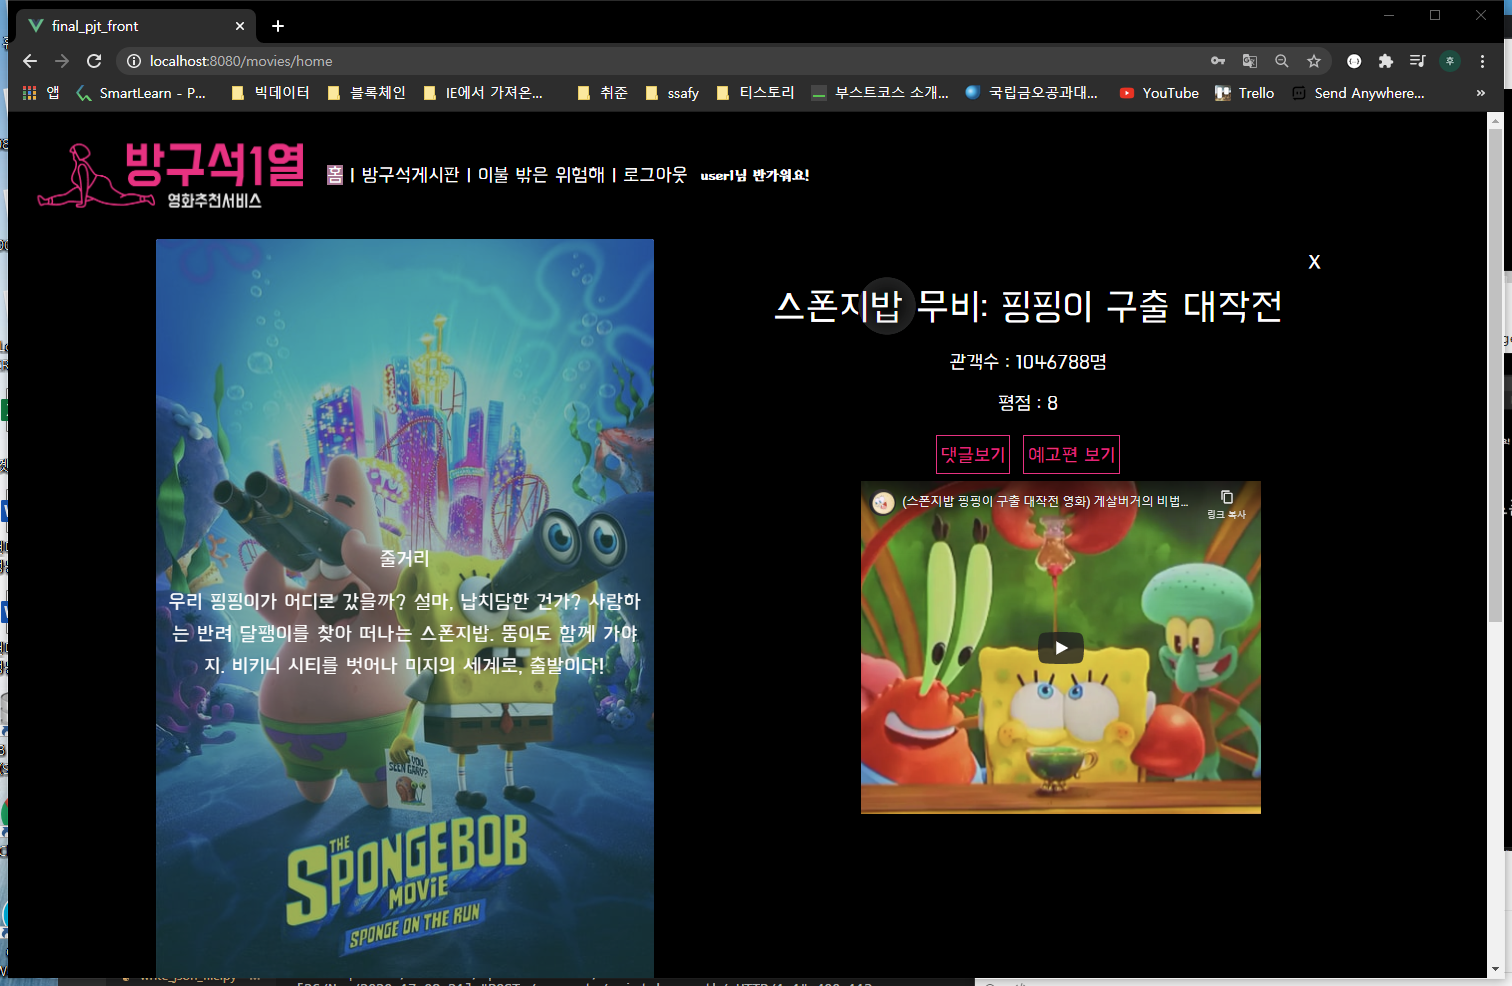 final_pjt_front
localhost:8080/movies/home
앱
SmartLearn - P...
빅데이터
블록체인
IE에서 가져온...
취준
ssafy
티스토리
부스트코스 소개...
국립금오공과대...
YouTube
Trello
Send Anywhere...
»
방구석1열
영화추천서비스
홈 | 방구석게시판 | 이불 밖은 위험해 | 로그아웃 user1님 반가워요!
X
스폰지밥 무비: 핑핑이 구출 대작전
관객수 : 1046788명
평점 : 8
댓글보기 예고편 보기
(스폰지밥 핑핑이 구출 대작전 영화) 게살버거의 비법...
링크 복사
줄거리
우리 핑핑이가 어디로 갔을까? 설마, 납치당한 건가? 사랑하
는 반려 달팽이를 찾아 떠나는 스폰지밥. 뚱이도 함께 가야
지. 비키니 시티를 벗어나 미지의 세계로, 출발이다!
YOU
SEEN GARY?
THE
SPONGEBOB
MOVIE
SPONGE ON THE RUN